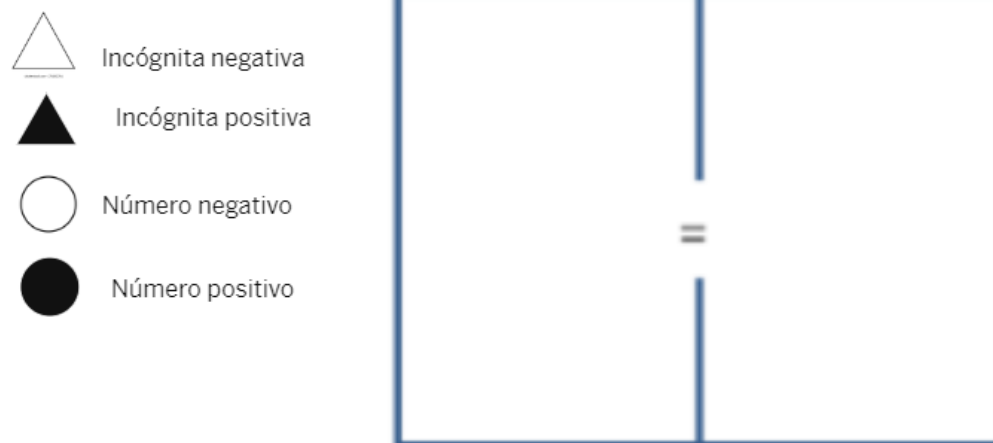 Incógnita negativa
Incógnita positiva
Número negativo
=
Número positivo